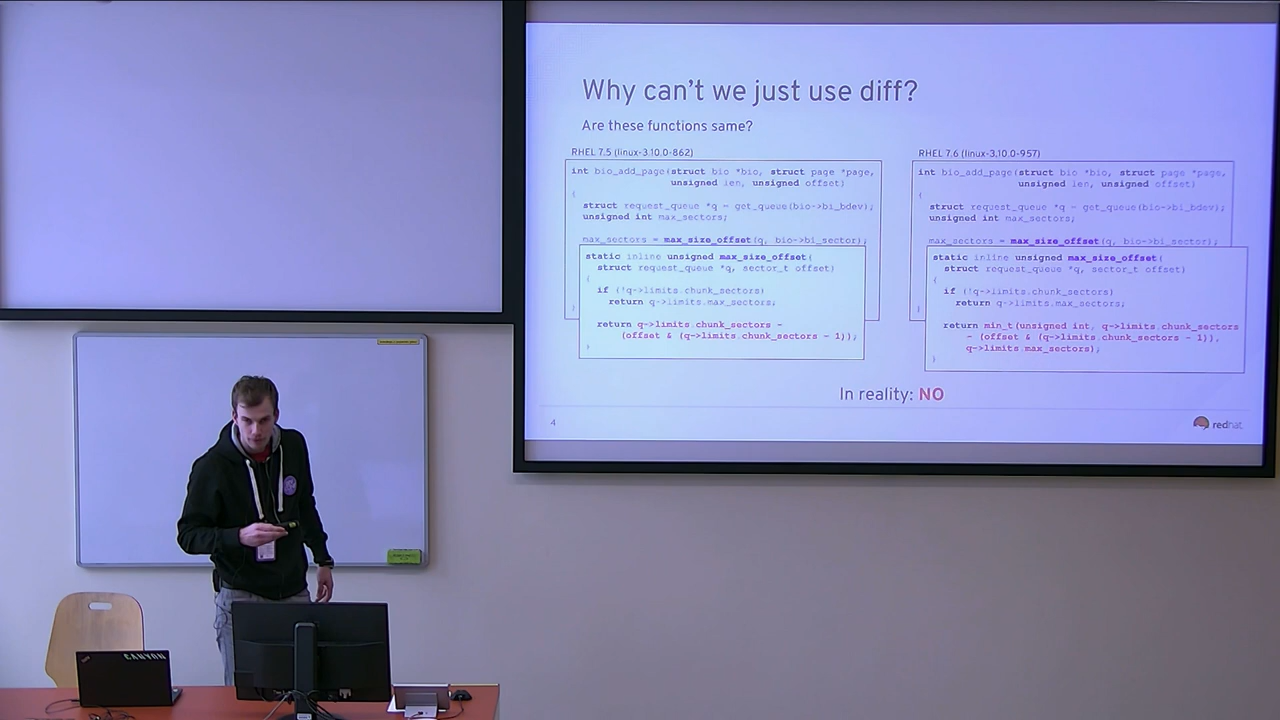 Why can't we just use diff?
Are these functions same?
RHEL 7.5 (linux-3.10.0-862)
int bio_add_page(struct bio *bio, struct page *page,
unsigned len, unsigned offset)
{
struct request_queue *q = get_queue(bio->bi_bdev);
unsigned int max_sectors;
max_sectors = max_size_offset(q, bio->bi_sector);
static inline unsigned max_size_offset(
struct request_queue *q, sector_t offset)
{
if (!q->limits.chunk_sectors)
return q->limits.max_sectors;
return q->limits.chunk_sectors -
(offset & (q->limits.chunk_sectors - 1));
}
}
RHEL 7.6 (linux-3.10.0-957)
int bio_add_page(struct bio *bio, struct page *page,
unsigned len, unsigned offset)
{
struct request_queue *q = get_queue(bio->bi_bdev);
unsigned int max_sectors;
max_sectors = max_size_offset(q, bio->bi_sector);
static inline unsigned max_size_offset(
struct request_queue *q, sector_t offset)
{
if (!q->limits.chunk_sectors)
return q->limits.max_sectors;
return min_t(unsigned int, q->limits.chunk_sectors
- (offset & (q->limits.chunk_sectors - 1)),
q->limits.max_sectors);
}
}
In reality: NO
4
redhat
CANYON